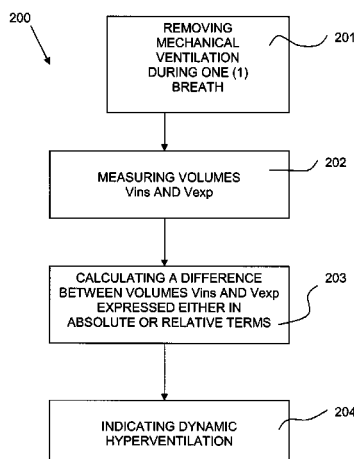 200
REMOVING
MECHANICAL
VENTILATION
DURING ONE (1)
BREATH
201
MEASURING VOLUMES
Vins AND Vexp
202
CALCULATING A DIFFERENCE
BETWEEN VOLUMES Vins AND Vexp
EXPRESSED EITHER IN
ABSOLUTE OR RELATIVE TERMS
203
INDICATING DYNAMIC
HYPERVENTILATION
204